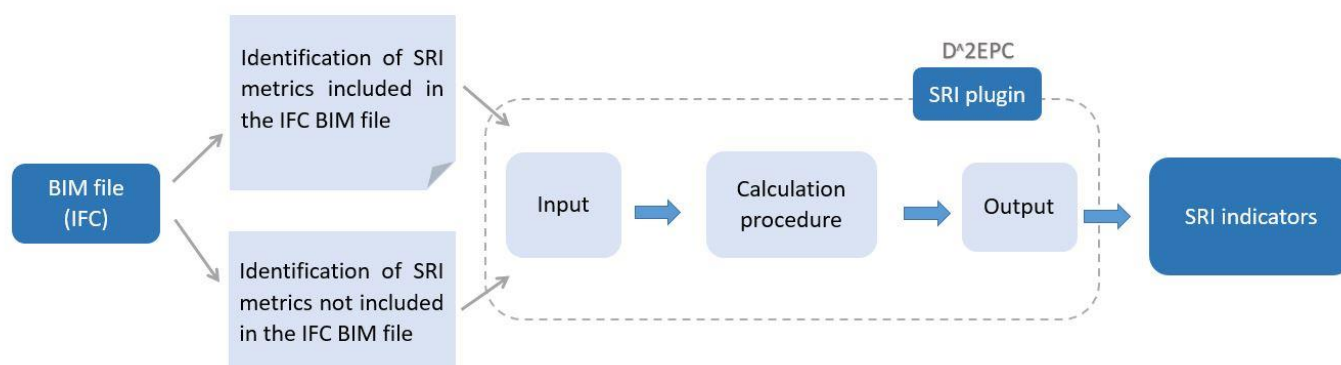 BIM file
(IFC)
Identification of SRI
metrics included in
the IFC BIM file
Identification of SRI
metrics not included
in the IFC BIM file
D^2EPC
SRI plugin
Input
Calculation
procedure
Output
SRI indicators